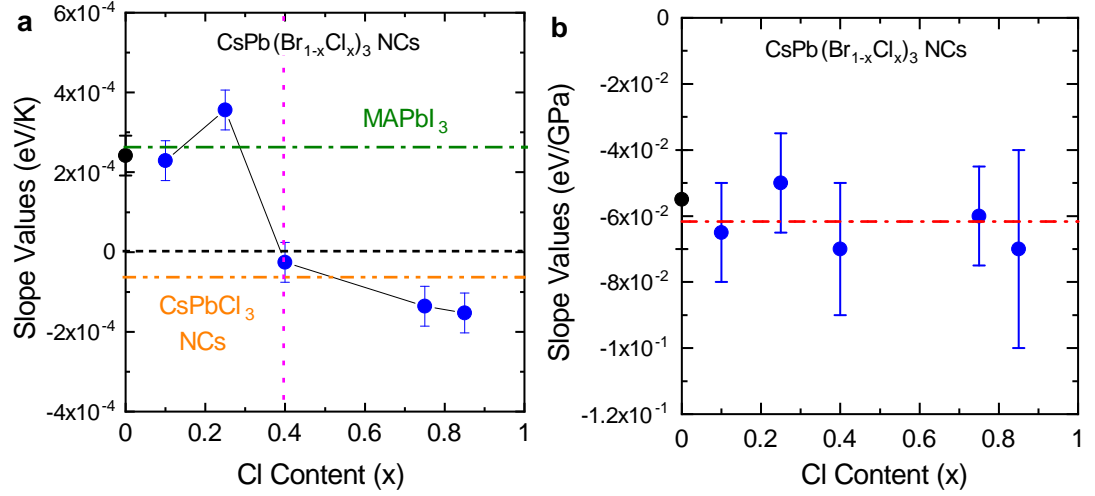 a
CsPb(Br1-xClx)3 NCs
MAPbI3
CsPbCl3
NCs
Slope Values (eV/K)
6x10-4
4x10-4
2x10-4
0
-2x10-4
-4x10-4
0 0.2 0.4 0.6 0.8 1
Cl Content (x)
b
CsPb(Br1-xClx)3 NCs
Slope Values (eV/GPa)
0
-2x10-2
-4x10-2
-6x10-2
-8x10-2
-1x10-1
-1.2x10-1
0 0.2 0.4 0.6 0.8 1
Cl Content (x)